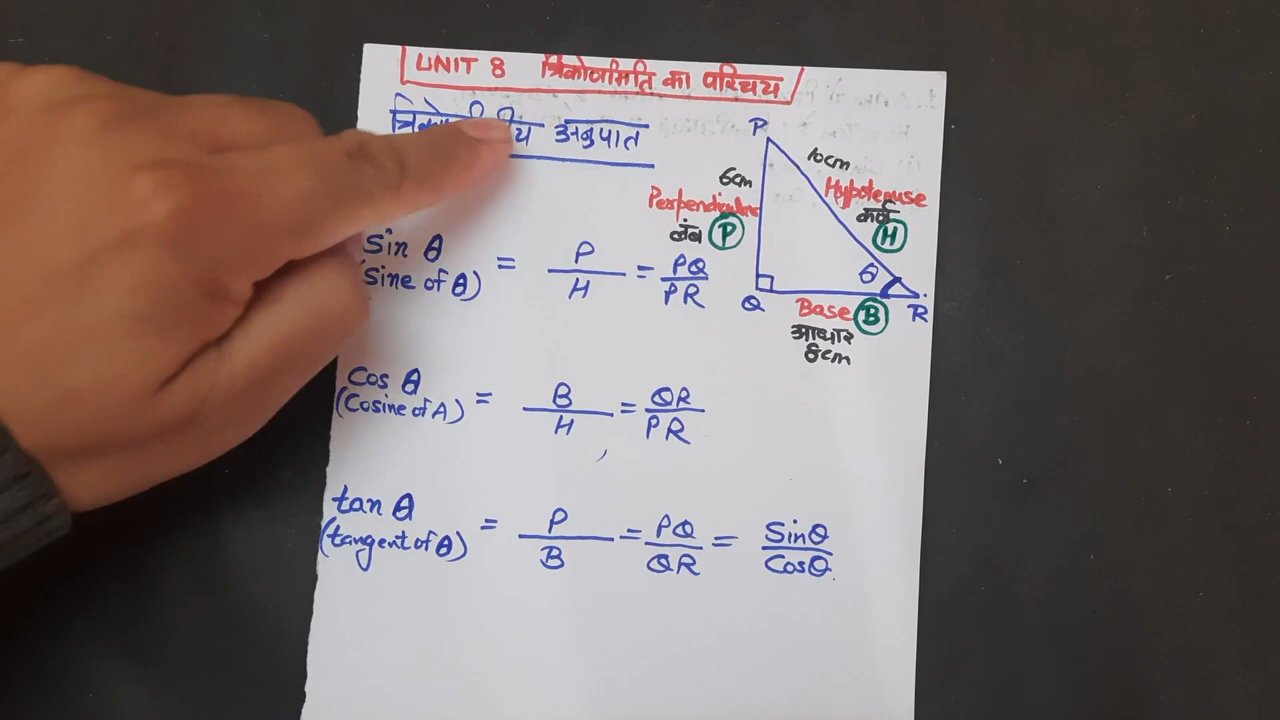 UNIT 8 त्रिकोणमिति का परिचय
अनुपात
P
10cm
6cm
Hypotenuse
Perpendicular
कर्ण
लंब P
H
Sin θ
(Sine of θ) = P/H = PQ/PR
θ
Q
Base B
R
आधार
8cm
Cos θ
(Cosine of A) = B/H = QR/PR
tan θ
(tangent of θ) = P/B = PQ/QR = Sinθ/Cosθ